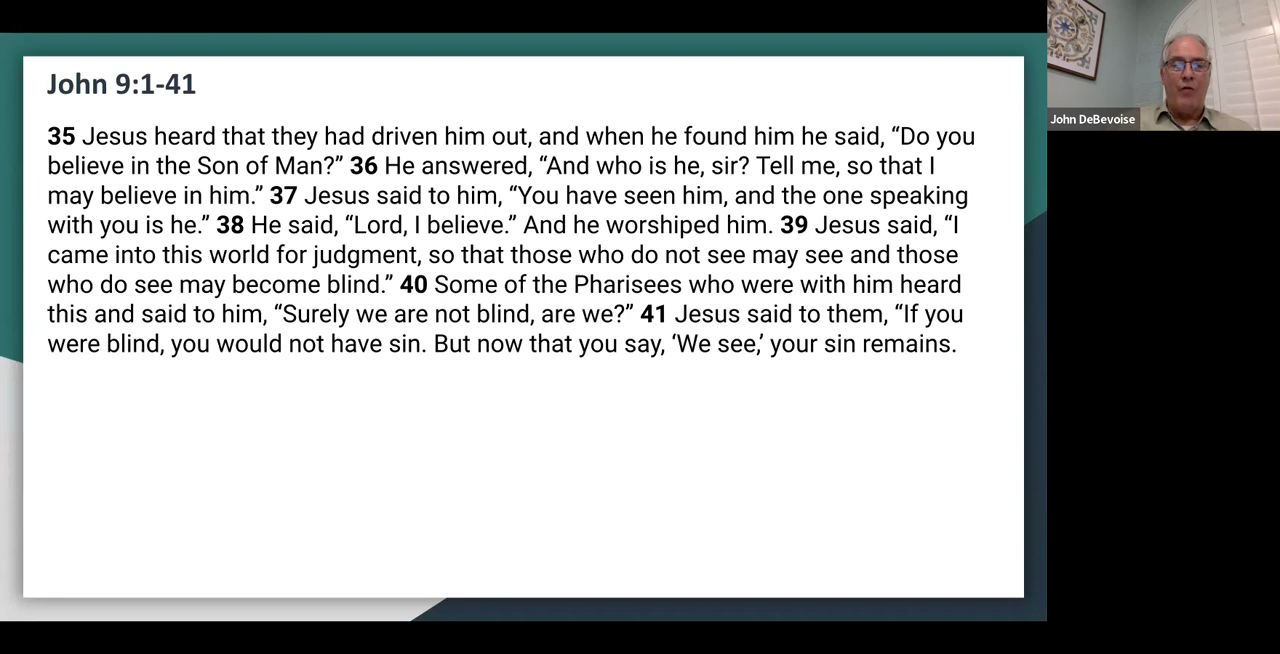 John 9:1-41
35 Jesus heard that they had driven him out, and when he found him he said, “Do you
believe in the Son of Man?” 36 He answered, “And who is he, sir? Tell me, so that I
may believe in him.” 37 Jesus said to him, “You have seen him, and the one speaking
with you is he.” 38 He said, “Lord, I believe.” And he worshiped him. 39 Jesus said, “I
came into this world for judgment, so that those who do not see may see and those
who do see may become blind.” 40 Some of the Pharisees who were with him heard
this and said to him, “Surely we are not blind, are we?” 41 Jesus said to them, “If you
were blind, you would not have sin. But now that you say, ‘We see,’ your sin remains.
John DeBevoise